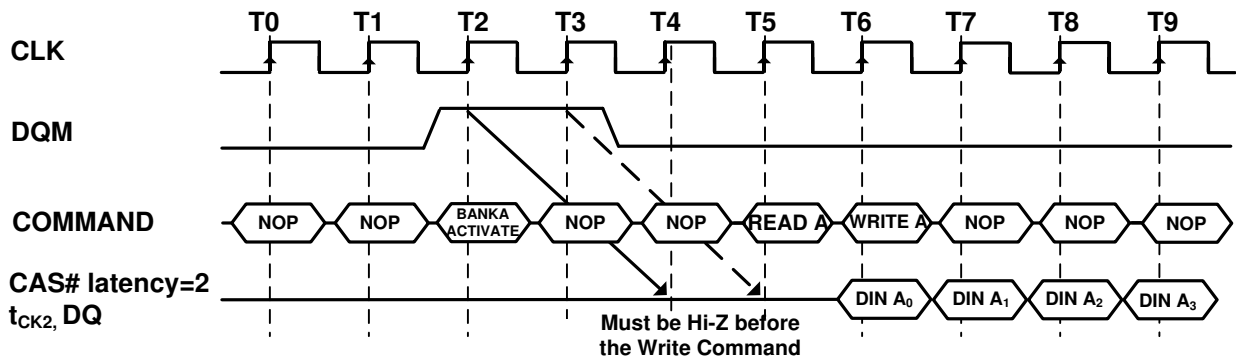 T0 T1 T2 T3 T4 T5 T6 T7 T8 T9
CLK
DQM
COMMAND NOP NOP BANKA ACTIVATE NOP NOP READ A WRITE A NOP NOP NOP
CAS# latency=2
tCK2, DQ DIN A0 DIN A1 DIN A2 DIN A3
Must be Hi-Z before
the Write Command